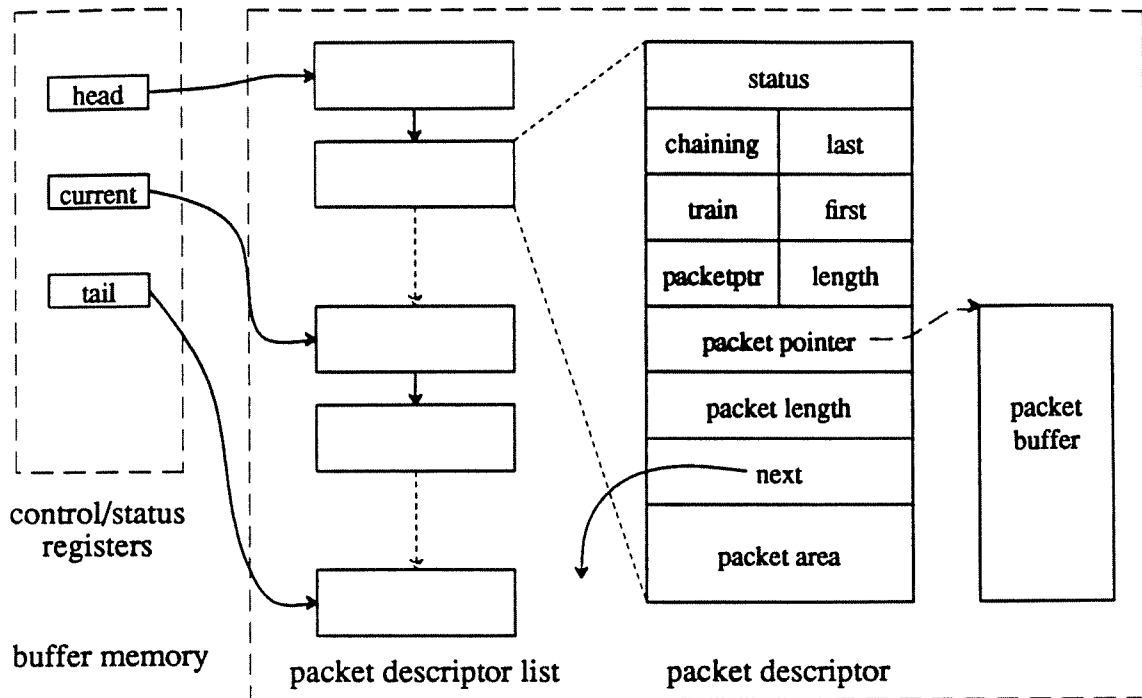 head
current
tail
control/status
registers
buffer memory
packet descriptor list
status
chaining
last
train
first
packetptr
length
packet pointer
packet length
next
packet area
packet descriptor
packet
buffer